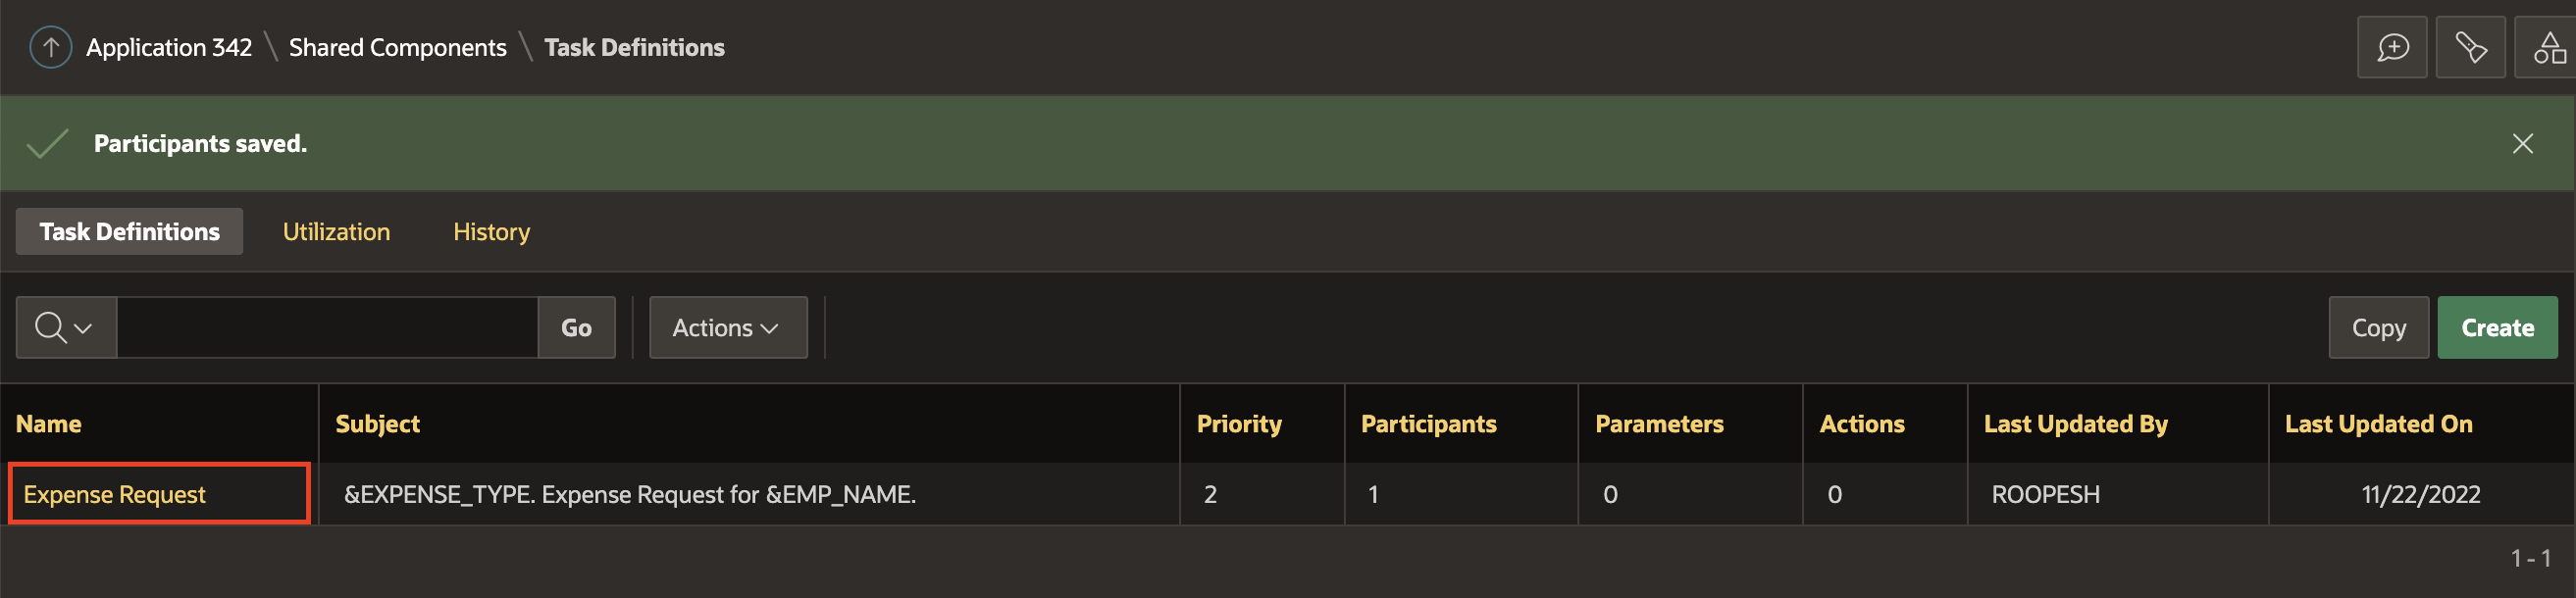 Application 342 \ Shared Components \ Task Definitions
Participants saved.
Task Definitions Utilization History
Go Actions Copy Create
Name Subject Priority Participants Parameters Actions Last Updated By Last Updated On
Expense Request &EXPENSE_TYPE. Expense Request for &EMP_NAME. 2 1 0 0 ROOPESH 11/22/2022
1 - 1